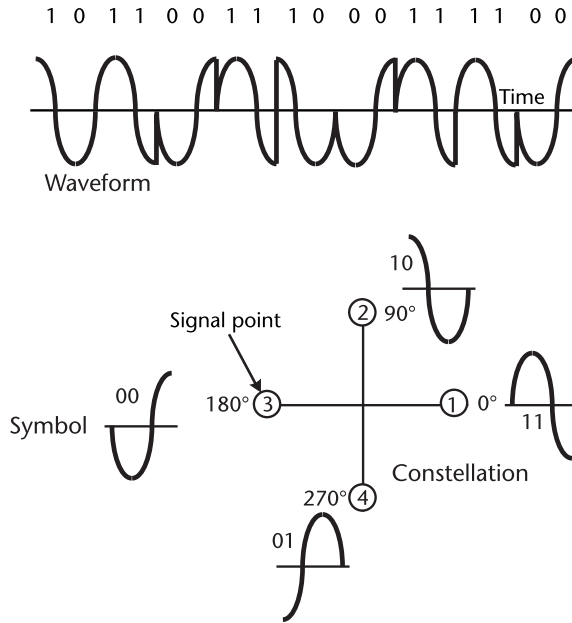 1 0 1 1 0 0 1 1 1 0 0 0 1 1 1 1 0 0
Time
Waveform
10
2 90°
Signal point
00
180° 3
1 0°
11
Symbol
Constellation
270° 4
01